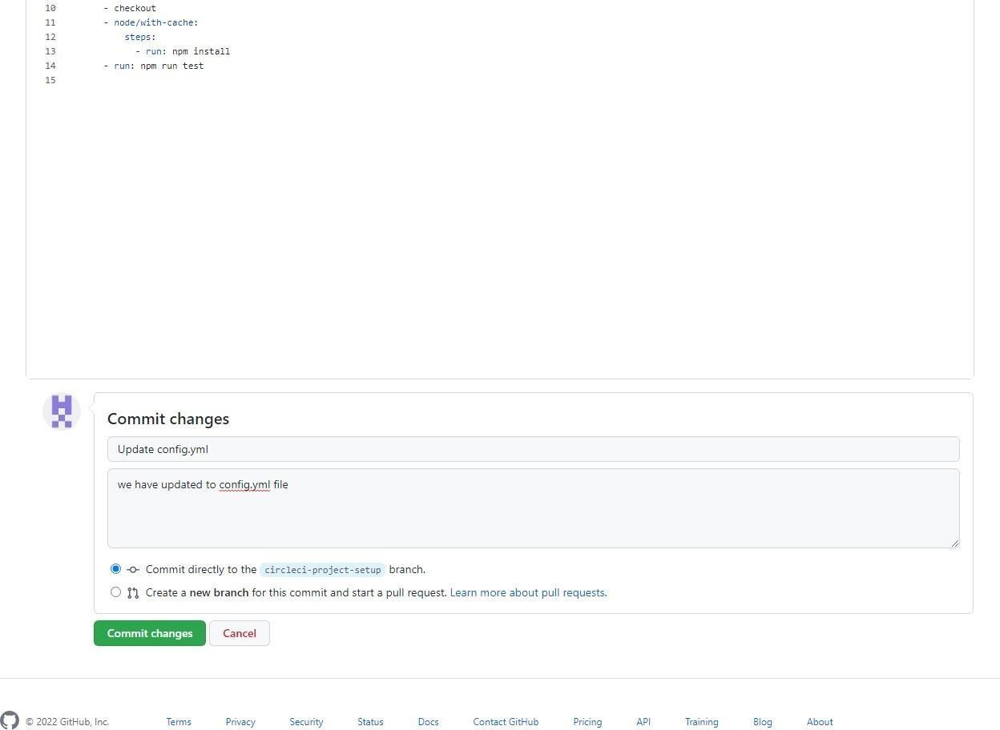 10 - checkout
11 - node/with-cache:
12 steps:
13 - run: npm install
14 - run: npm run test
15
Commit changes
Update config.yml
we have updated to config.yml file
Commit directly to the circleci-project-setup branch.
Create a new branch for this commit and start a pull request. Learn more about pull requests.
Commit changes Cancel
© 2022 GitHub, Inc. Terms Privacy Security Status Docs Contact GitHub Pricing API Training Blog About